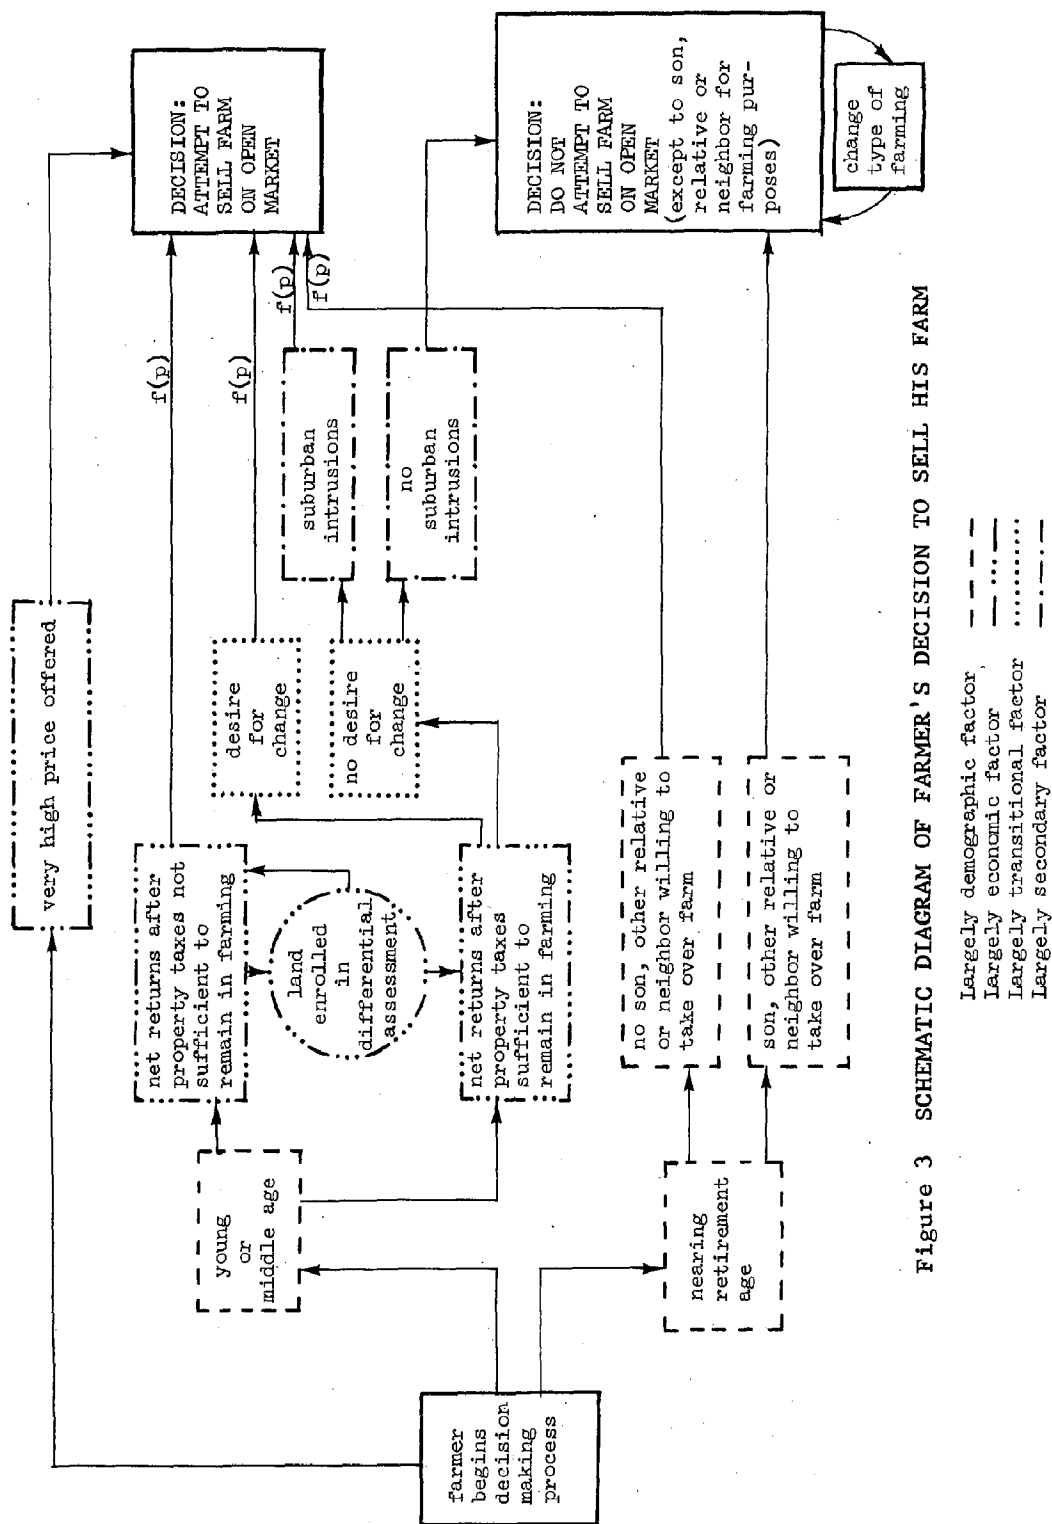 farmer
begins
decision
making
process
very high price offered
young
or
middle age
nearing
retirement
age
net returns after
property taxes not
sufficient to
remain in farming
land
enrolled
in
differential
assessment
net returns after
property taxes
sufficient to
remain in farming
no son, other relative
or neighbor willing to
take over farm
son, other relative or
neighbor willing to
take over farm
desire
for
change
no desire
for
change
suburban
intrusions
no
suburban
intrusions
f(p)
f(p)
f(p)
f(p)
DECISION:
ATTEMPT TO
SELL FARM
ON OPEN
MARKET
DECISION:
DO NOT
ATTEMPT TO
SELL FARM
ON OPEN
MARKET
(except to son,
relative or
neighbor for
farming pur-
poses)
change
type of
farming
Figure 3 SCHEMATIC DIAGRAM OF FARMER'S DECISION TO SELL HIS FARM
Largely demographic factor
Largely economic factor
Largely transitional factor
Largely secondary factor